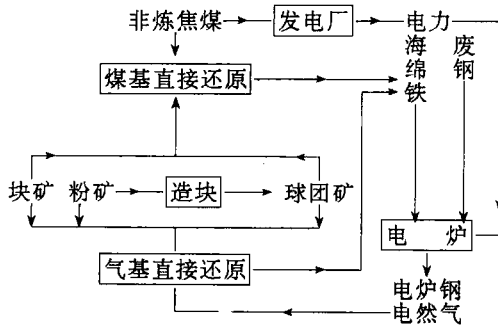 非炼焦煤 发电厂 电力
海绵铁 废钢
煤基直接还原
块矿 粉矿 造块 球团矿
电 炉
气基直接还原
电炉钢
电然气